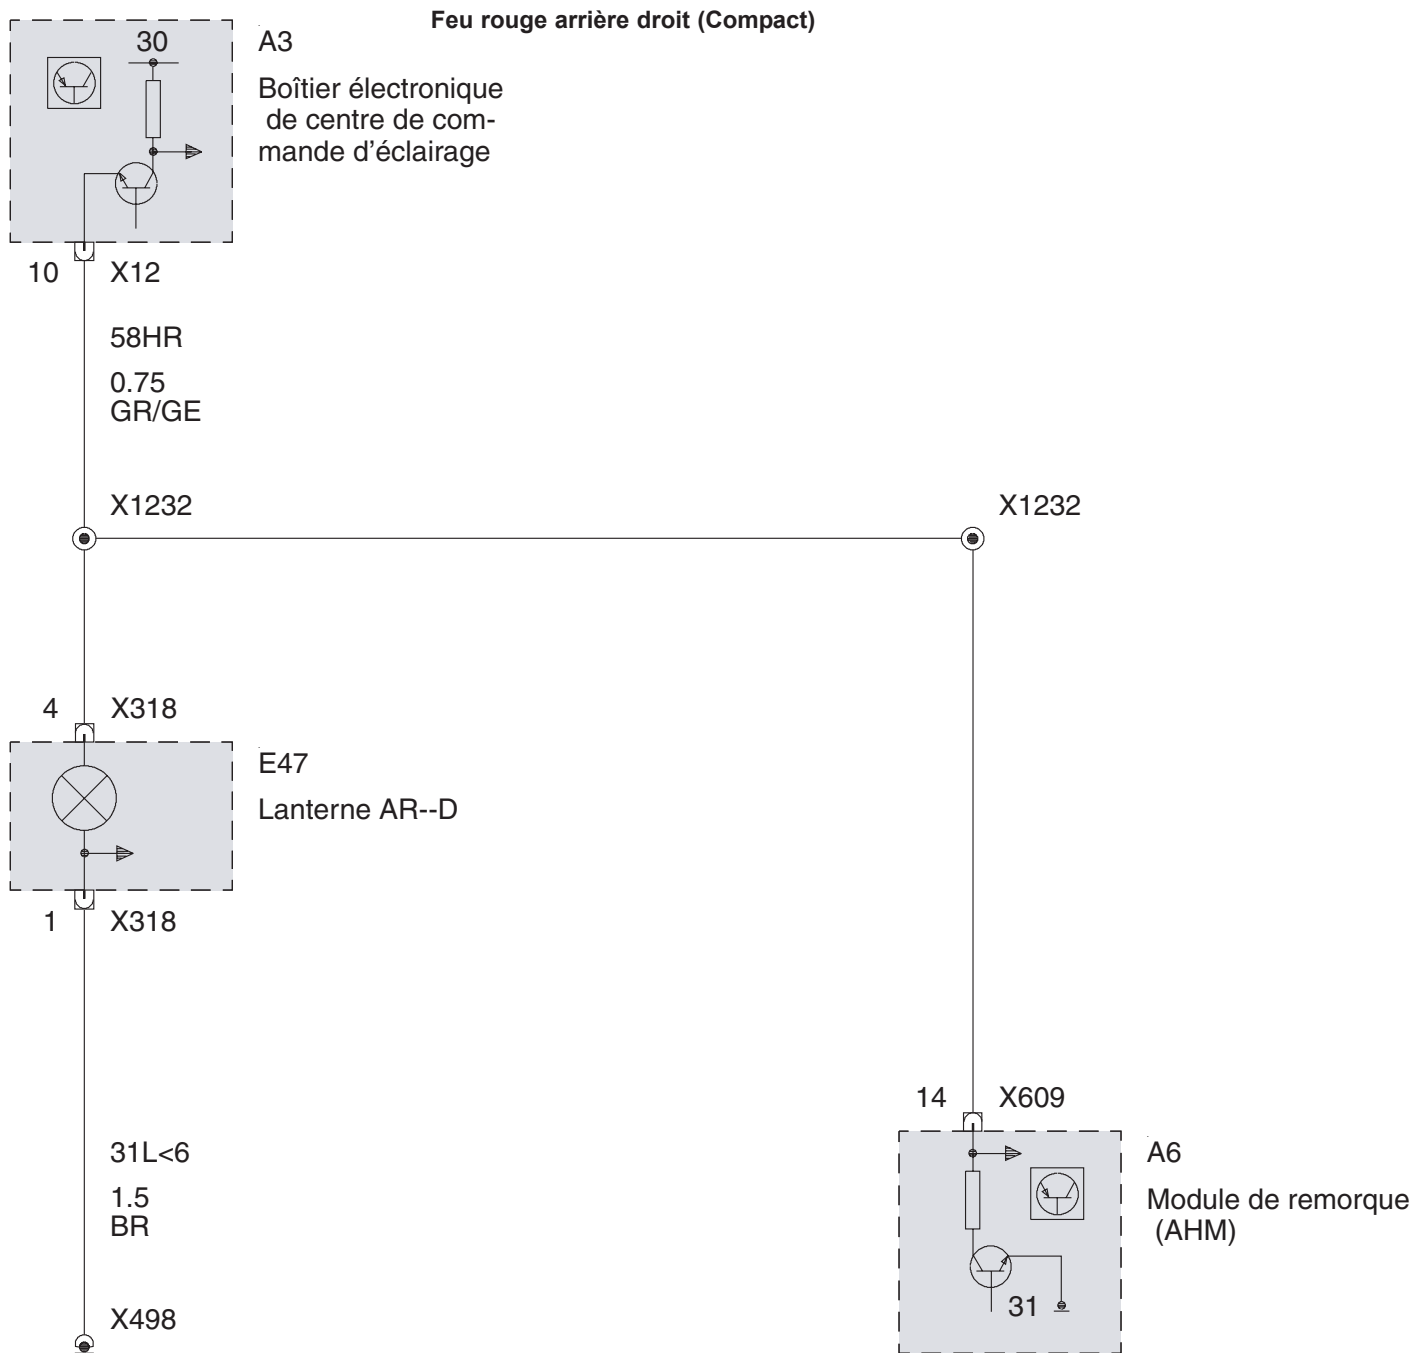 Feu rouge arrière droit (Compact)
30
A3
Boîtier électronique
de centre de com-
mande d'éclairage
10 X12
58HR
0.75
GR/GE
X1232 X1232
4 X318
E47
Lanterne AR--D
1 X318
14 X609
31L<6
1.5
BR
A6
Module de remorque
(AHM)
31
X498